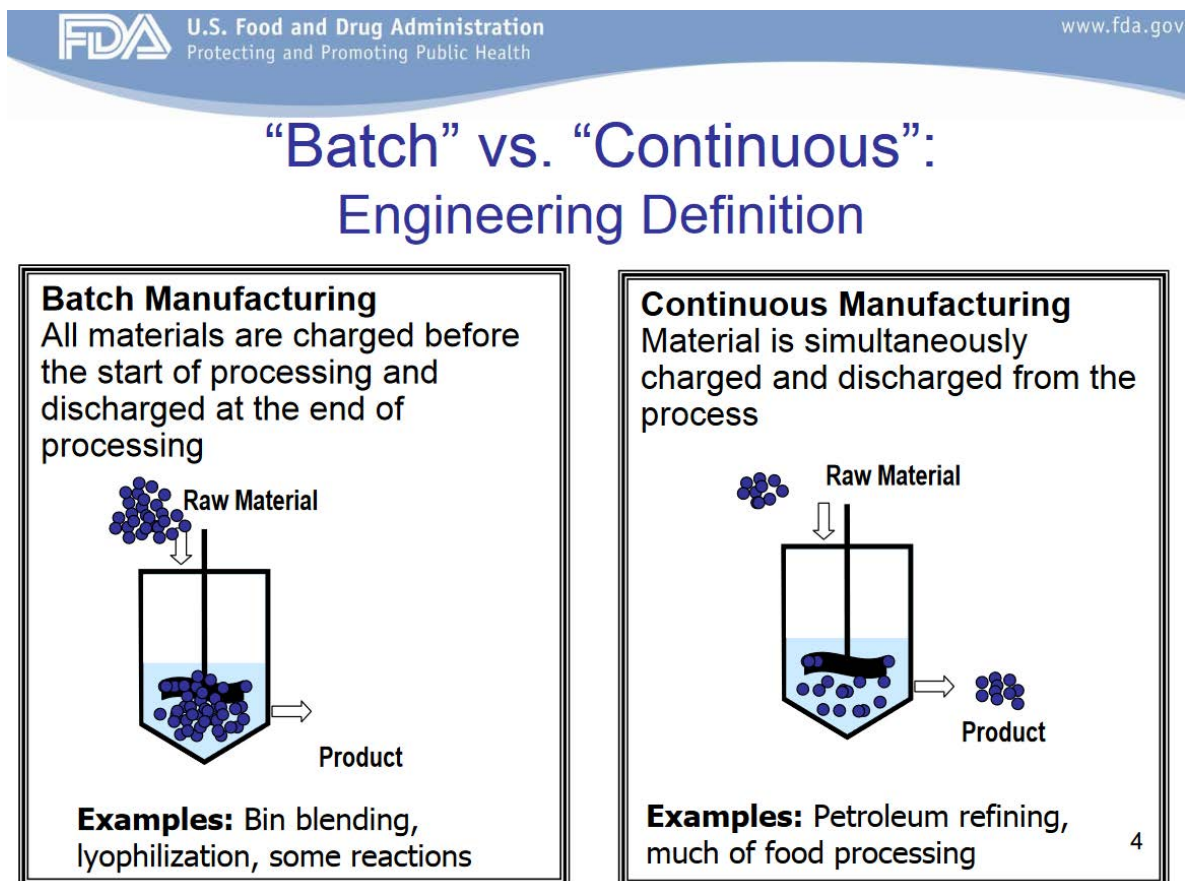 FDA
U.S. Food and Drug Administration
Protecting and Promoting Public Health
www.fda.gov
“Batch” vs. “Continuous”:
Engineering Definition
Batch Manufacturing
All materials are charged before
the start of processing and
discharged at the end of
processing
Raw Material
Product
Examples: Bin blending,
lyophilization, some reactions
Continuous Manufacturing
Material is simultaneously
charged and discharged from the
process
Raw Material
Product
Examples: Petroleum refining,
much of food processing
4